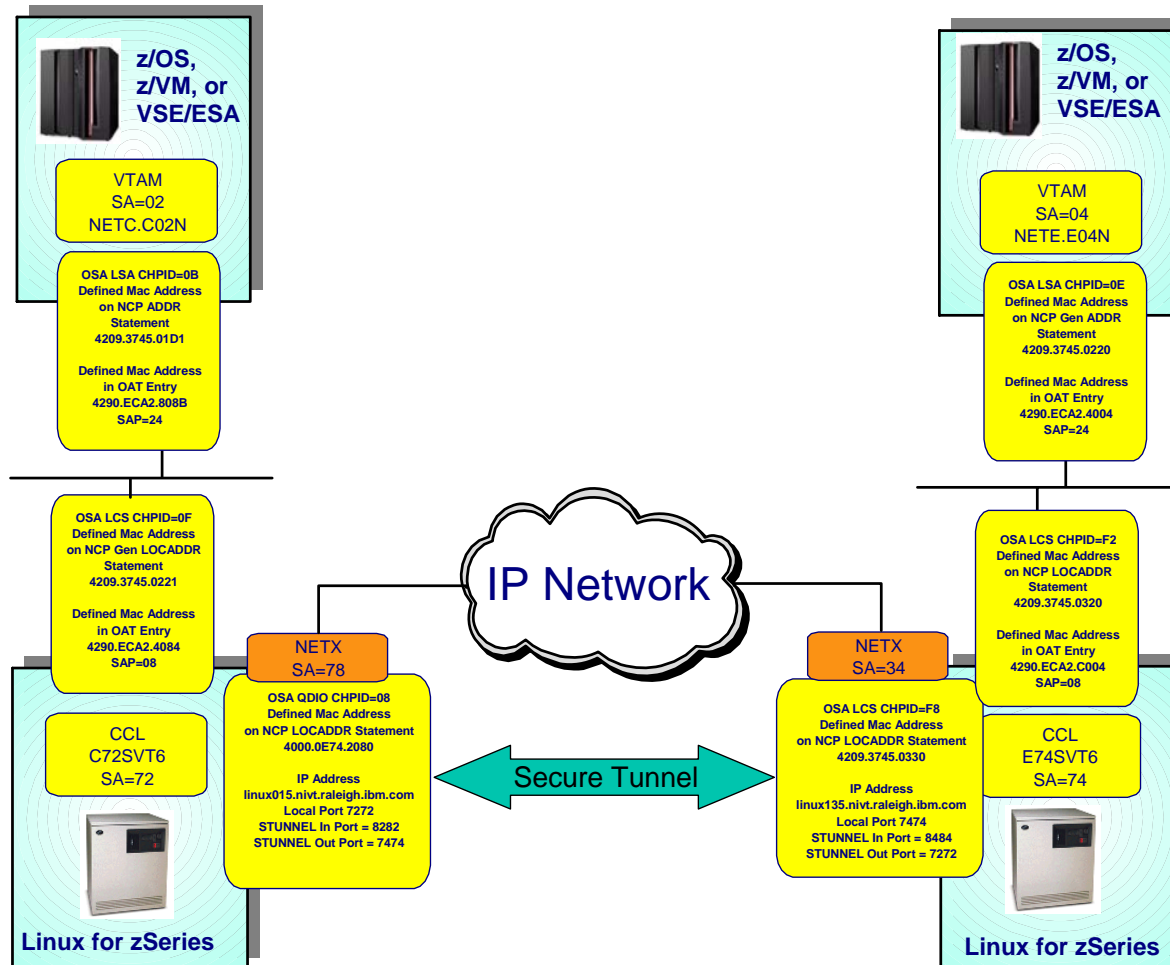 z/OS,
z/VM, or
VSE/ESA
VTAM
SA=02
NETC.C02N
OSA LSA CHPID=0B
Defined Mac Address
on NCP ADDR
Statement
4209.3745.01D1
Defined Mac Address
in OAT Entry
4290.ECA2.808B
SAP=24
OSA LCS CHPID=0F
Defined Mac Address
on NCP Gen LOCADDR
Statement
4209.3745.0221
Defined Mac Address
in OAT Entry
4290.ECA2.4084
SAP=08
NETX
SA=78
OSA QDIO CHPID=08
Defined Mac Address
on NCP LOCADDR Statement
4000.0E74.2080
IP Address
linux015.nivt.raleigh.ibm.com
Local Port 7272
STUNNEL In Port = 8282
STUNNEL Out Port = 7474
CCL
C72SVT6
SA=72
Linux for zSeries
IP Network
Secure Tunnel
z/OS,
z/VM, or
VSE/ESA
VTAM
SA=04
NETE.E04N
OSA LSA CHPID=0E
Defined Mac Address
on NCP Gen ADDR
Statement
4209.3745.0220
Defined Mac Address
in OAT Entry
4290.ECA2.4004
SAP=24
OSA LCS CHPID=F2
Defined Mac Address
on NCP LOCADDR
Statement
4209.3745.0320
Defined Mac Address
in OAT Entry
4290.ECA2.C004
SAP=08
NETX
SA=34
OSA LCS CHPID=F8
Defined Mac Address
on NCP LOCADDR Statement
4209.3745.0330
IP Address
linux135.nivt.raleigh.ibm.com
Local Port 7474
STUNNEL In Port = 8484
STUNNEL Out Port = 7272
CCL
E74SVT6
SA=74
Linux for zSeries